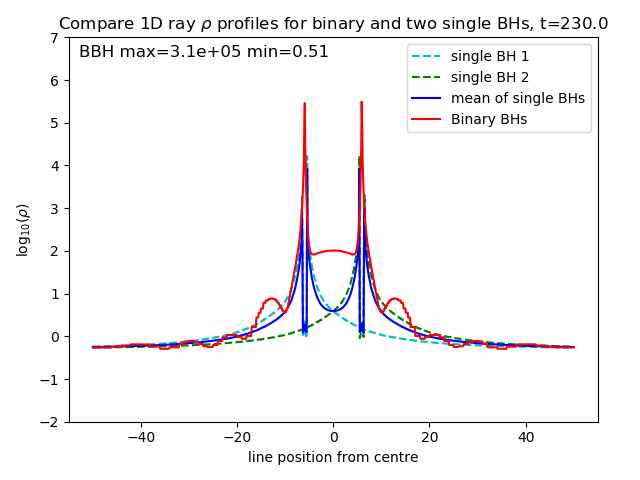 Compare 1D ray ρ profiles for binary and two single BHs, t=230.0
BBH max=3.1e+05 min=0.51
single BH 1
single BH 2
mean of single BHs
Binary BHs
7
6
5
4
3
2
1
0
−1
−2
log₁₀(ρ)
−40 −20 0 20 40
line position from centre